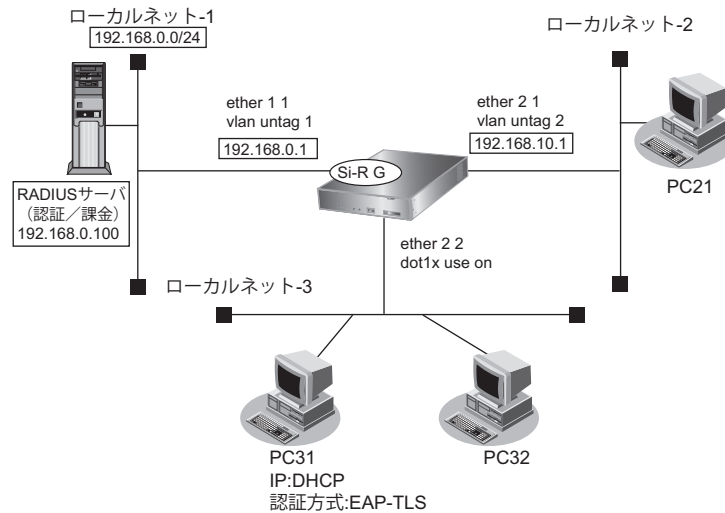 ローカルネット-1
192.168.0.0/24
ローカルネット-2
ether 1 1
vlan untag 1
192.168.0.1
ether 2 1
vlan untag 2
192.168.10.1
Si-R G
PC21
RADIUSサーバ
（認証／課金）
192.168.0.100
ether 2 2
dot1x use on
ローカルネット-3
PC31
IP:DHCP
認証方式:EAP-TLS
PC32